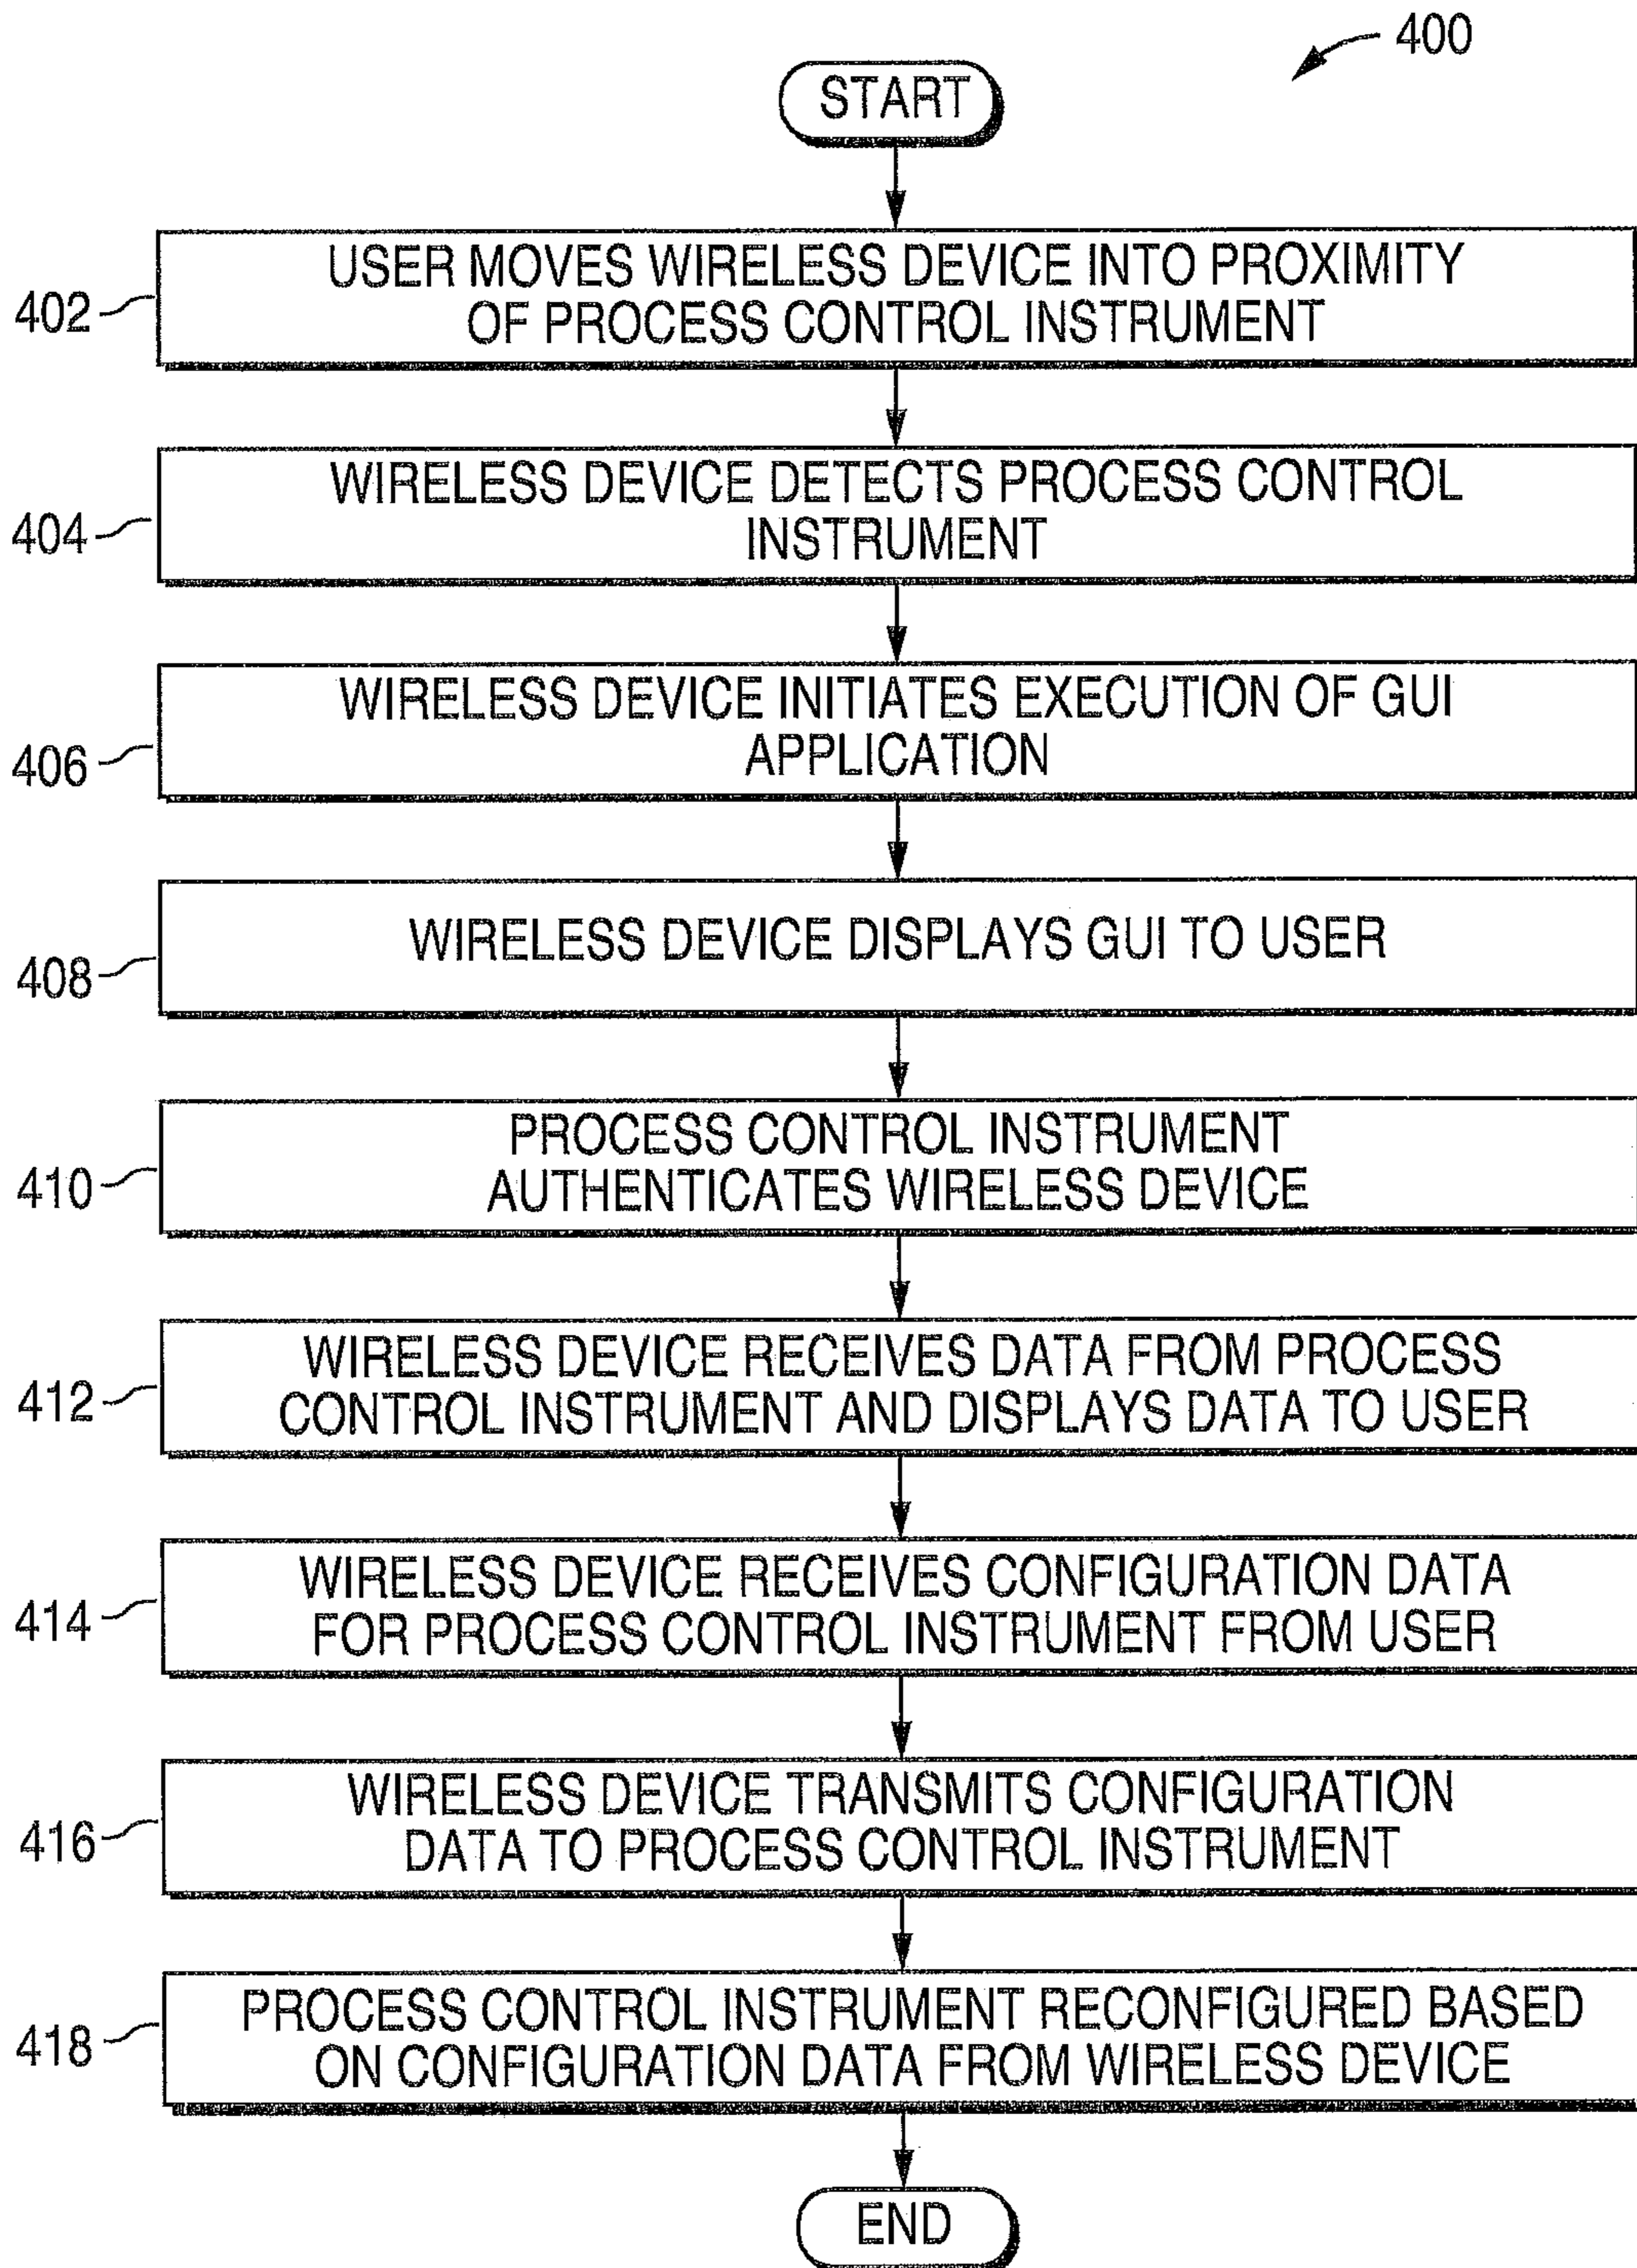 400
START
402
USER MOVES WIRELESS DEVICE INTO PROXIMITY
OF PROCESS CONTROL INSTRUMENT
404
WIRELESS DEVICE DETECTS PROCESS CONTROL
INSTRUMENT
406
WIRELESS DEVICE INITIATES EXECUTION OF GUI
APPLICATION
408
WIRELESS DEVICE DISPLAYS GUI TO USER
410
PROCESS CONTROL INSTRUMENT
AUTHENTICATES WIRELESS DEVICE
412
WIRELESS DEVICE RECEIVES DATA FROM PROCESS
CONTROL INSTRUMENT AND DISPLAYS DATA TO USER
414
WIRELESS DEVICE RECEIVES CONFIGURATION DATA
FOR PROCESS CONTROL INSTRUMENT FROM USER
416
WIRELESS DEVICE TRANSMITS CONFIGURATION
DATA TO PROCESS CONTROL INSTRUMENT
418
PROCESS CONTROL INSTRUMENT RECONFIGURED BASED
ON CONFIGURATION DATA FROM WIRELESS DEVICE
END